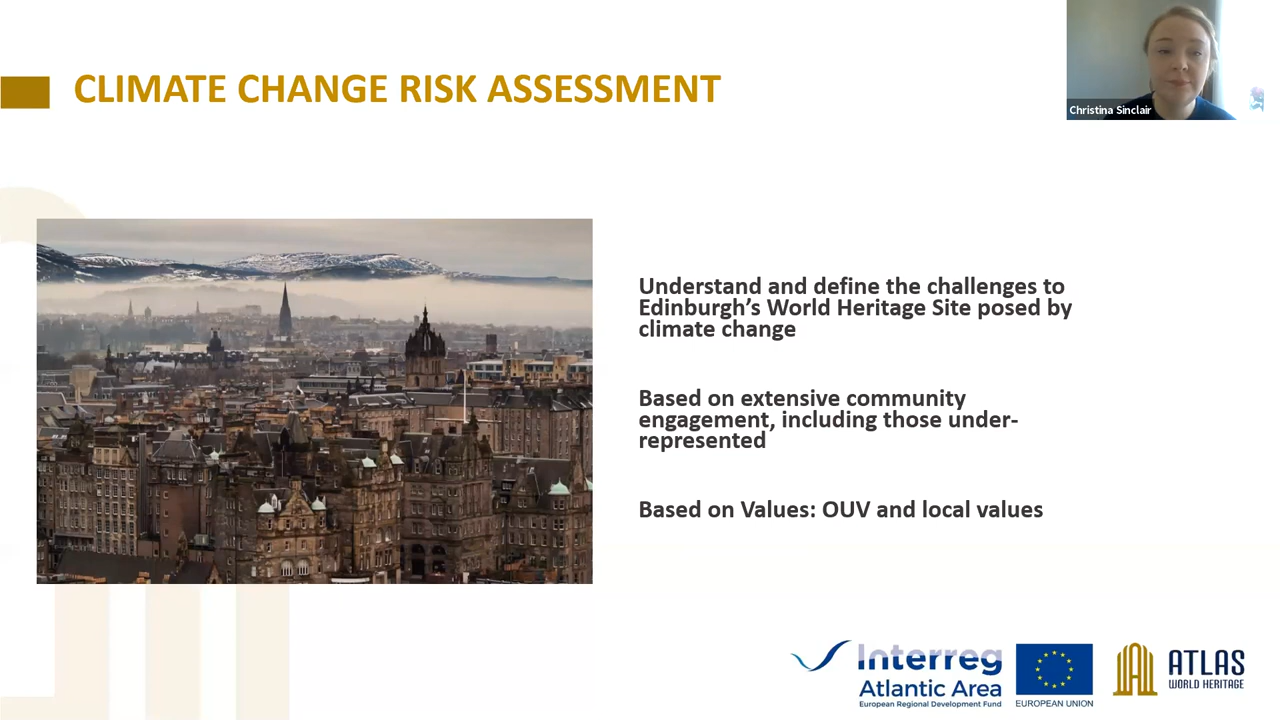 CLIMATE CHANGE RISK ASSESSMENT
Christina Sinclair
Understand and define the challenges to
Edinburgh’s World Heritage Site posed by
climate change
Based on extensive community
engagement, including those under-
represented
Based on Values: OUV and local values
Interreg
Atlantic Area
European Regional Development Fund
EUROPEAN UNION
ATLAS
WORLD HERITAGE